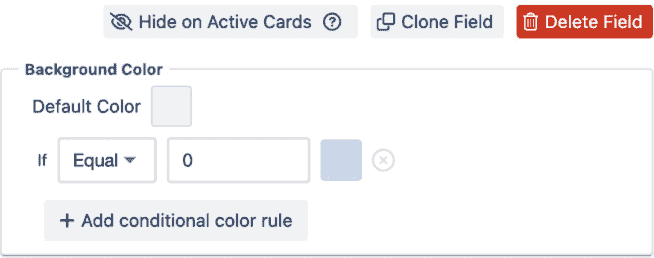 Hide on Active Cards Clone Field Delete Field
Background Color
Default Color
If Equal 0
+ Add conditional color rule